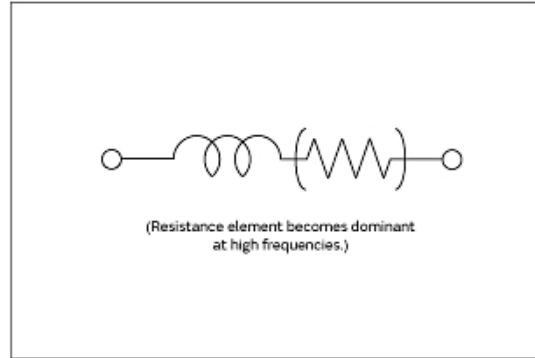 (Resistance element becomes dominant
at high frequencies.)